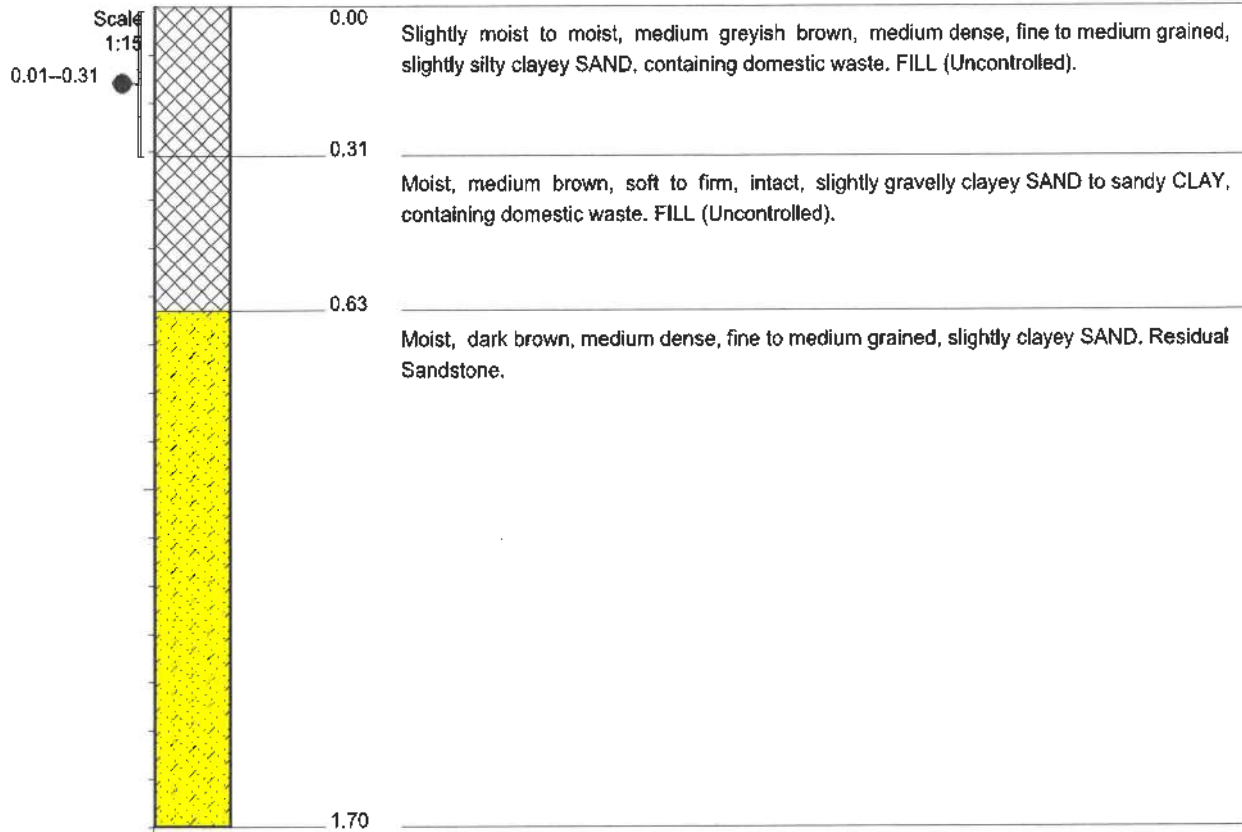 Scale
1:15
0.01--0.31
0.00
Slightly moist to moist, medium greyish brown, medium dense, fine to medium grained,
slightly silty clayey SAND, containing domestic waste. FILL (Uncontrolled).
0.31
Moist, medium brown, soft to firm, intact, slightly gravelly clayey SAND to sandy CLAY,
containing domestic waste. FILL (Uncontrolled).
0.63
Moist, dark brown, medium dense, fine to medium grained, slightly clayey SAND. Residual
Sandstone.
1.70